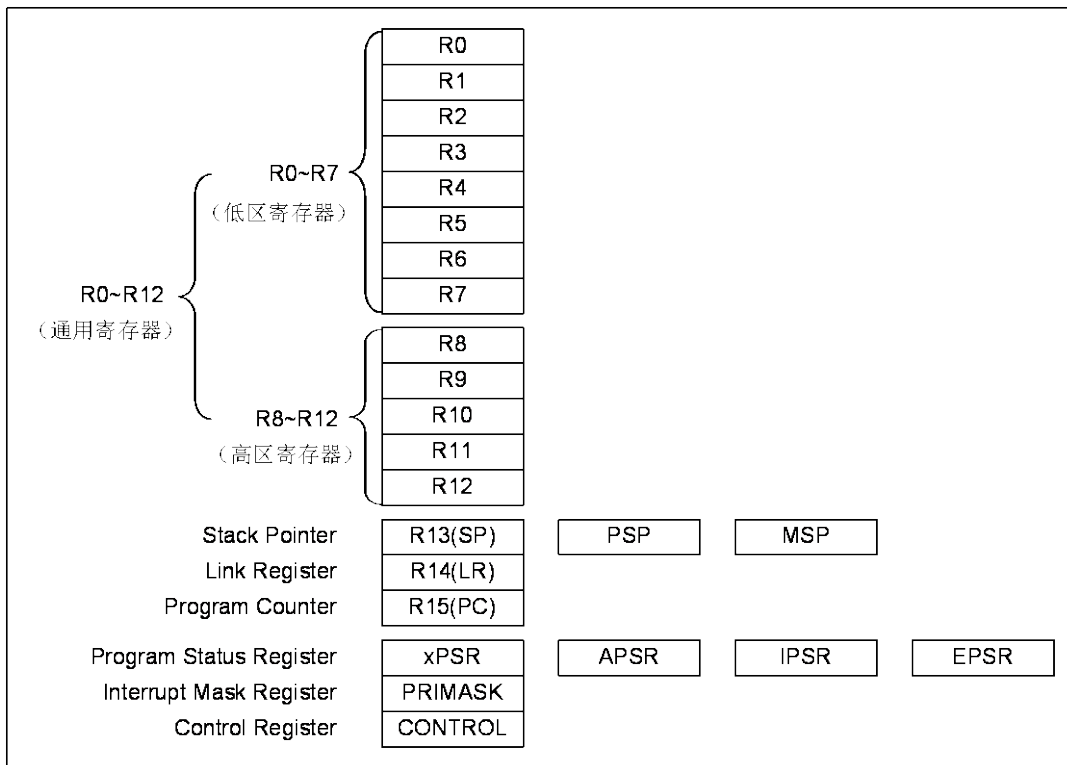 R0
R1
R2
R3
R0~R7
R4
（低区寄存器）
R5
R6
R0~R12
R7
（通用寄存器）
R8
R9
R8~R12
R10
（高区寄存器）
R11
R12
Stack Pointer R13(SP) PSP MSP
Link Register R14(LR)
Program Counter R15(PC)
Program Status Register xPSR APSR IPSR EPSR
Interrupt Mask Register PRIMASK
Control Register CONTROL